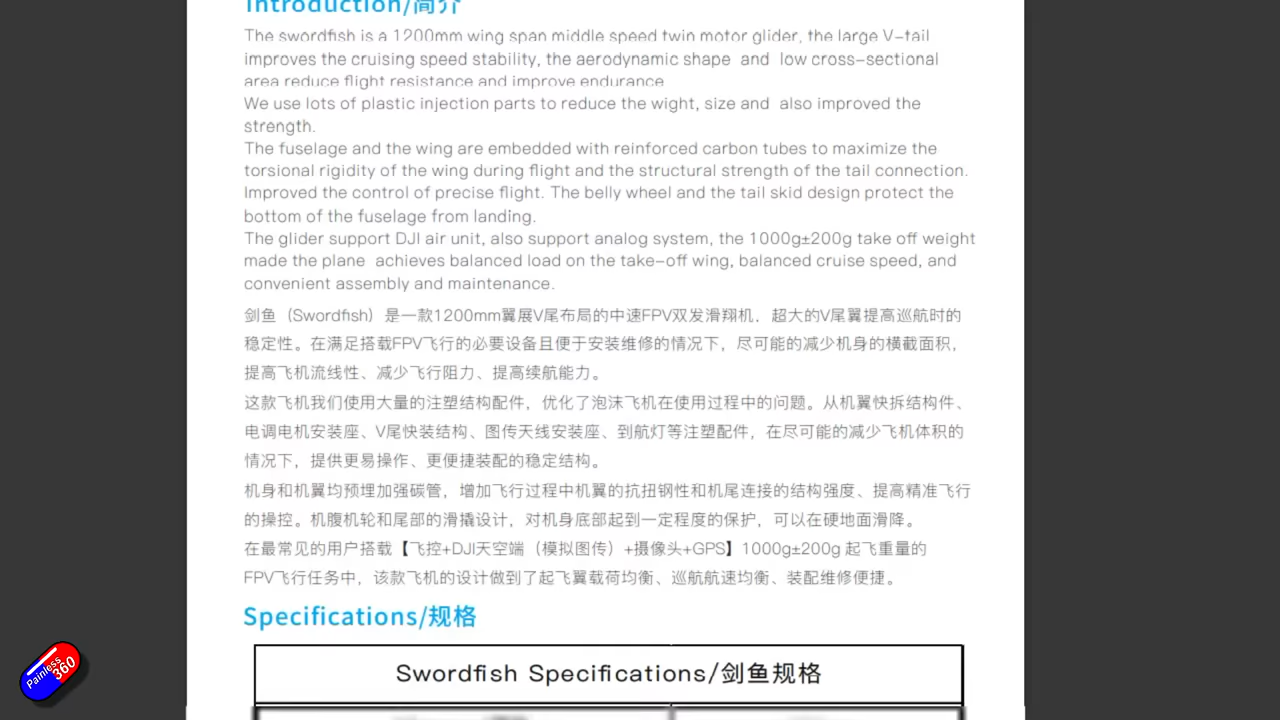 Introduction/简介
The swordfish is a 1200mm wing span middle speed twin motor glider, the large V-tail
improves the cruising speed stability, the aerodynamic shape and low cross-sectional
area reduce flight resistance and improve endurance
We use lots of plastic injection parts to reduce the wight, size and also improved the
strength.
The fuselage and the wing are embedded with reinforced carbon tubes to maximize the
torsional rigidity of the wing during flight and the structural strength of the tail connection.
Improved the control of precise flight. The belly wheel and the tail skid design protect the
bottom of the fuselage from landing.
The glider support DJI air unit, also support analog system, the 1000g±200g take off weight
made the plane achieves balanced load on the take-off wing, balanced cruise speed, and
convenient assembly and maintenance.
剑鱼（Swordfish）是一款1200mm翼展V尾布局的中速FPV双发滑翔机，超大的V尾翼提高巡航时的
稳定性。在满足搭载FPV飞行的必要设备且便于安装维修的情况下，尽可能的减少机身的横截面积，
提高飞机流线性、减少飞行阻力、提高续航能力。
这款飞机我们使用大量的注塑结构配件，优化了泡沫飞机在使用过程中的问题。从机翼快拆结构件、
电调电机安装座、V尾快装结构、图传天线安装座、到航灯等注塑配件，在尽可能的减少飞机体积的
情况下，提供更易操作、更便捷装配的稳定结构。
机身和机翼均预埋加强碳管，增加飞行过程中机翼的抗扭钢性和机尾连接的结构强度、提高精准飞行
的操控。机腹机轮和尾部的滑撬设计，对机身底部起到一定程度的保护，可以在硬地面滑降。
在最常见的用户搭载【飞控+DJI天空端（模拟图传）+摄像头+GPS】1000g±200g 起飞重量的
FPV飞行任务中，该款飞机的设计做到了起飞翼载荷均衡、巡航航速均衡、装配维修便捷。
Specifications/规格
Swordfish Specifications/剑鱼规格
Painless
360